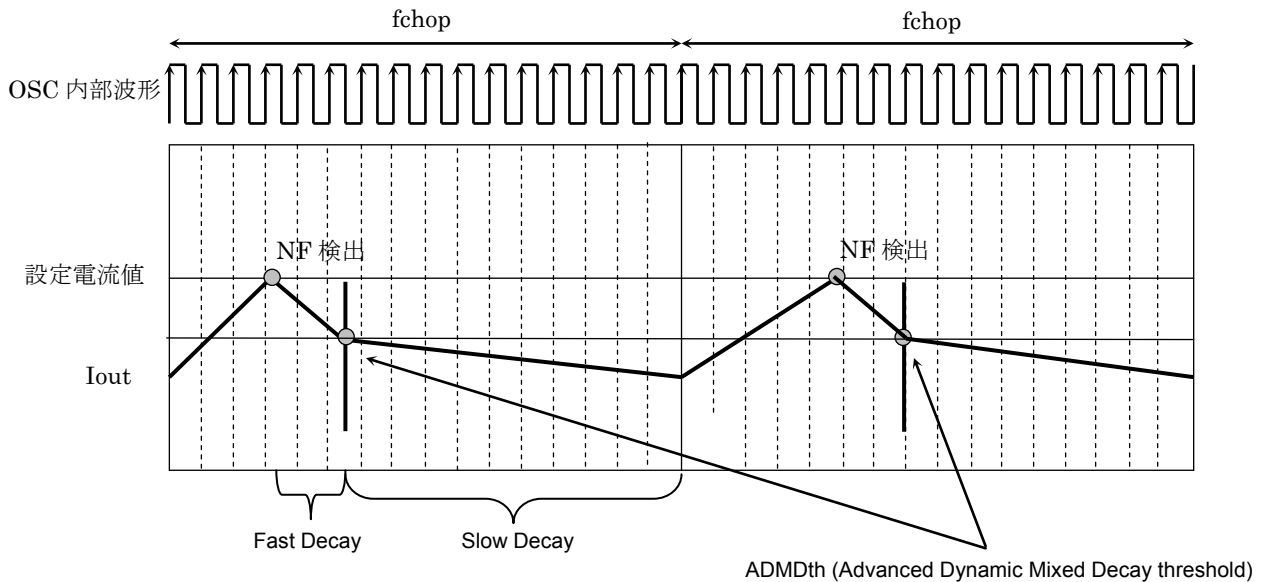 fchop
fchop
OSC 内部波形
NF 検出
NF 検出
設定電流値
Iout
Fast Decay
Slow Decay
ADMDth (Advanced Dynamic Mixed Decay threshold)